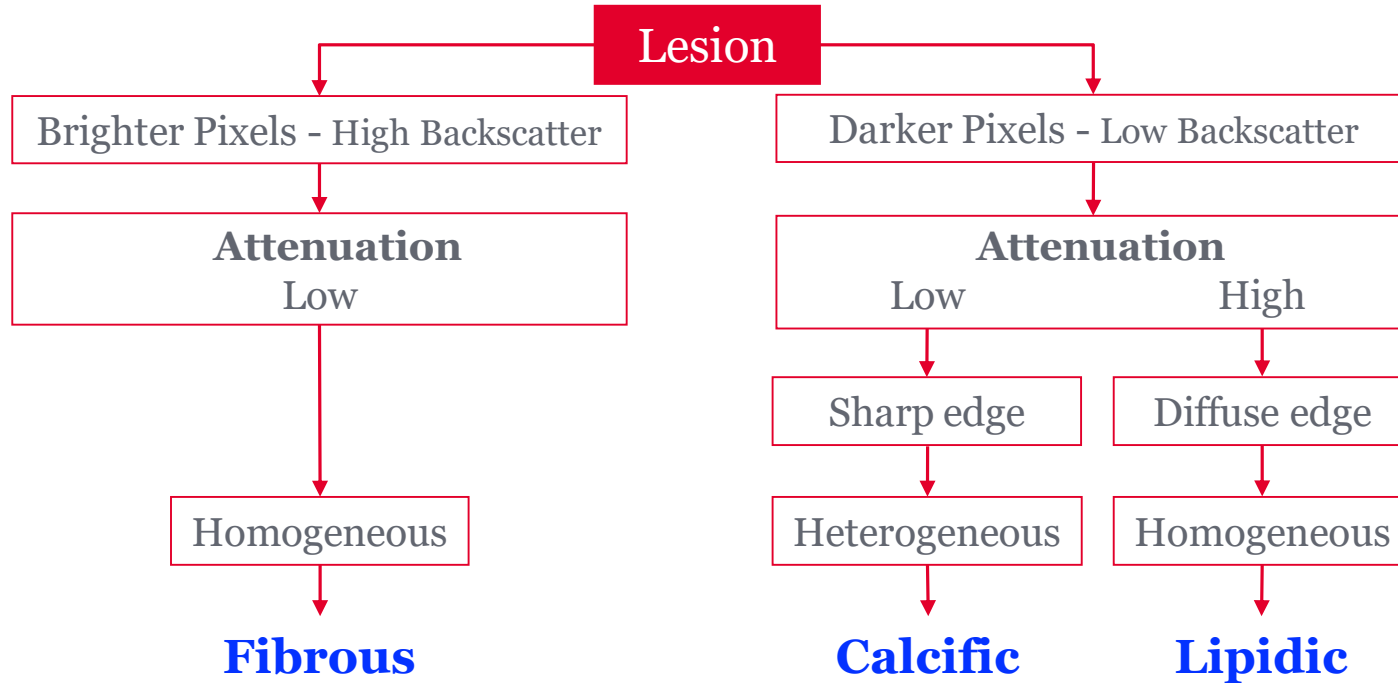 Lesion
Brighter Pixels - High Backscatter
Darker Pixels - Low Backscatter
Attenuation
Low
Attenuation
Low High
Sharp edge
Diffuse edge
Homogeneous
Heterogeneous
Homogeneous
Fibrous
Calcific
Lipidic